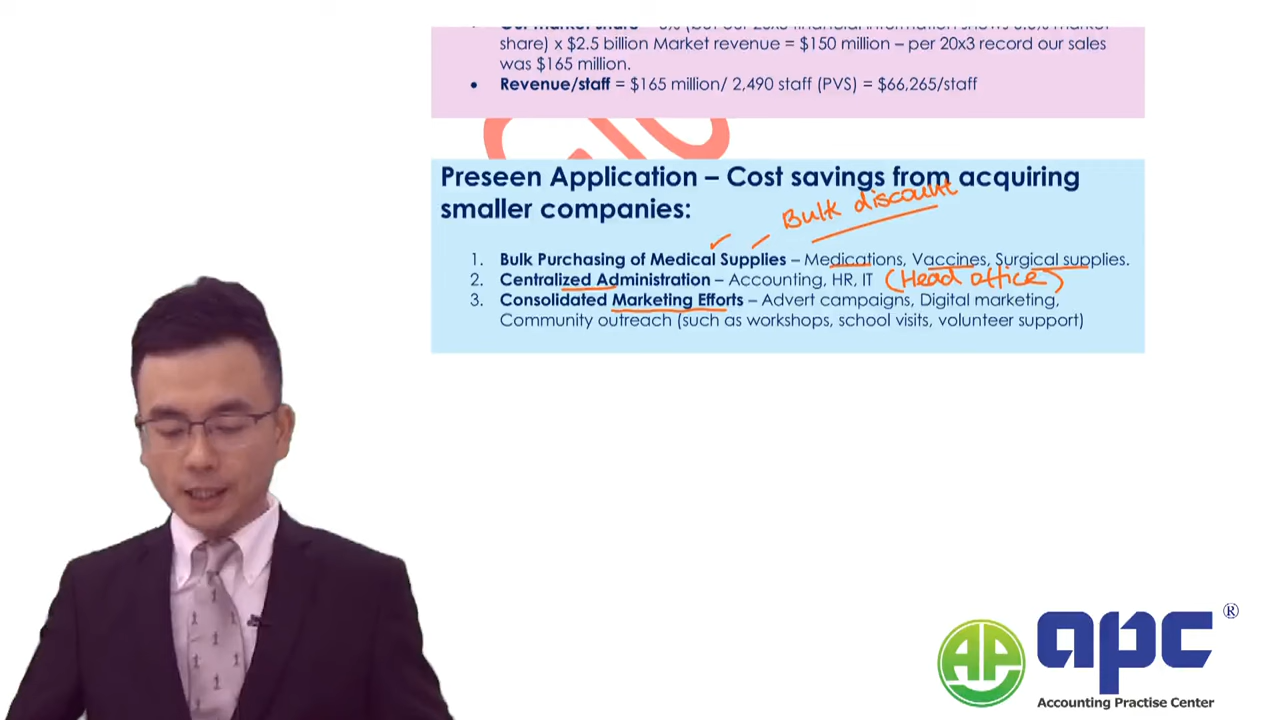 share) x $2.5 billion Market revenue = $150 million – per 20x3 record our sales
was $165 million.
• Revenue/staff = $165 million/ 2,490 staff (PVS) = $66,265/staff
Preseen Application – Cost savings from acquiring
smaller companies:
Bulk discount
1. Bulk Purchasing of Medical Supplies – Medications, Vaccines, Surgical supplies.
2. Centralized Administration – Accounting, HR, IT (Head office)
3. Consolidated Marketing Efforts – Advert campaigns, Digital marketing,
Community outreach (such as workshops, school visits, volunteer support)
AP apc ®
Accounting Practise Center